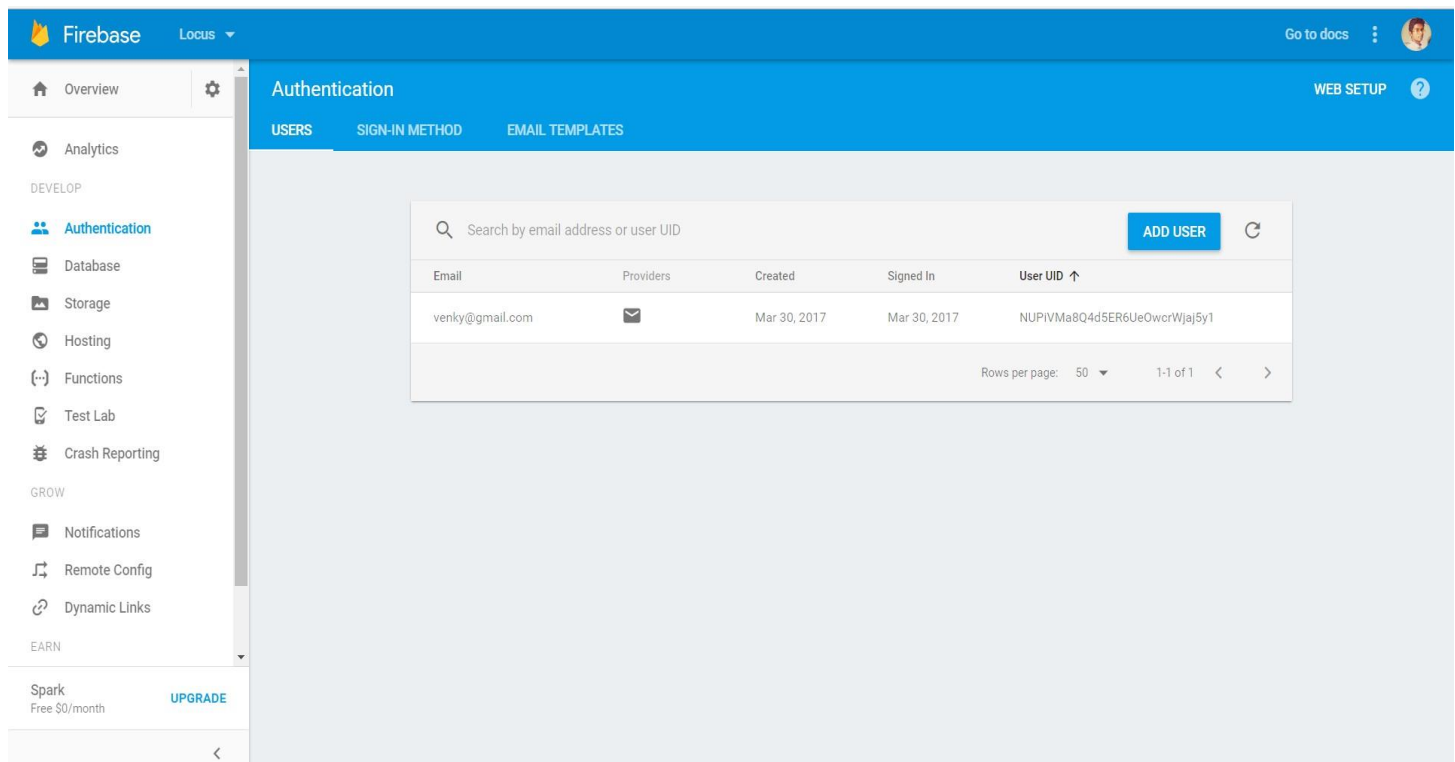 Firebase Locus Go to docs
Overview
Analytics
DEVELOP
Authentication
Database
Storage
Hosting
Functions
Test Lab
Crash Reporting
GROW
Notifications
Remote Config
Dynamic Links
EARN
Spark
Free $0/month
UPGRADE
Authentication WEB SETUP ?
USERS SIGN-IN METHOD EMAIL TEMPLATES
Search by email address or user UID ADD USER
Email Providers Created Signed In User UID
venky@gmail.com Mar 30, 2017 Mar 30, 2017 NUPiVMa8Q4d5ER6UeOwcrWjaj5y1
Rows per page: 50 1-1 of 1